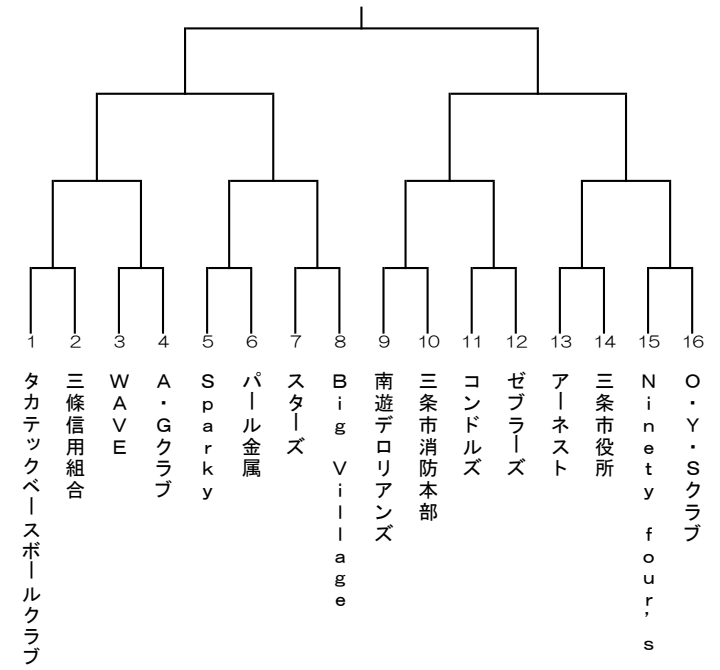 1 2 3 4 5 6 7 8 9 10 11 12 13 14 15 16
タカテックベースボールクラブ
三條信用組合
WAVE
A・Gクラブ
Sparky
パール金属
スターズ
Big Village
南遊デロリアンズ
三条市消防本部
コンドルズ
ゼブラーズ
アーネスト
三条市役所
Ninety four's
O・Y・Sクラブ